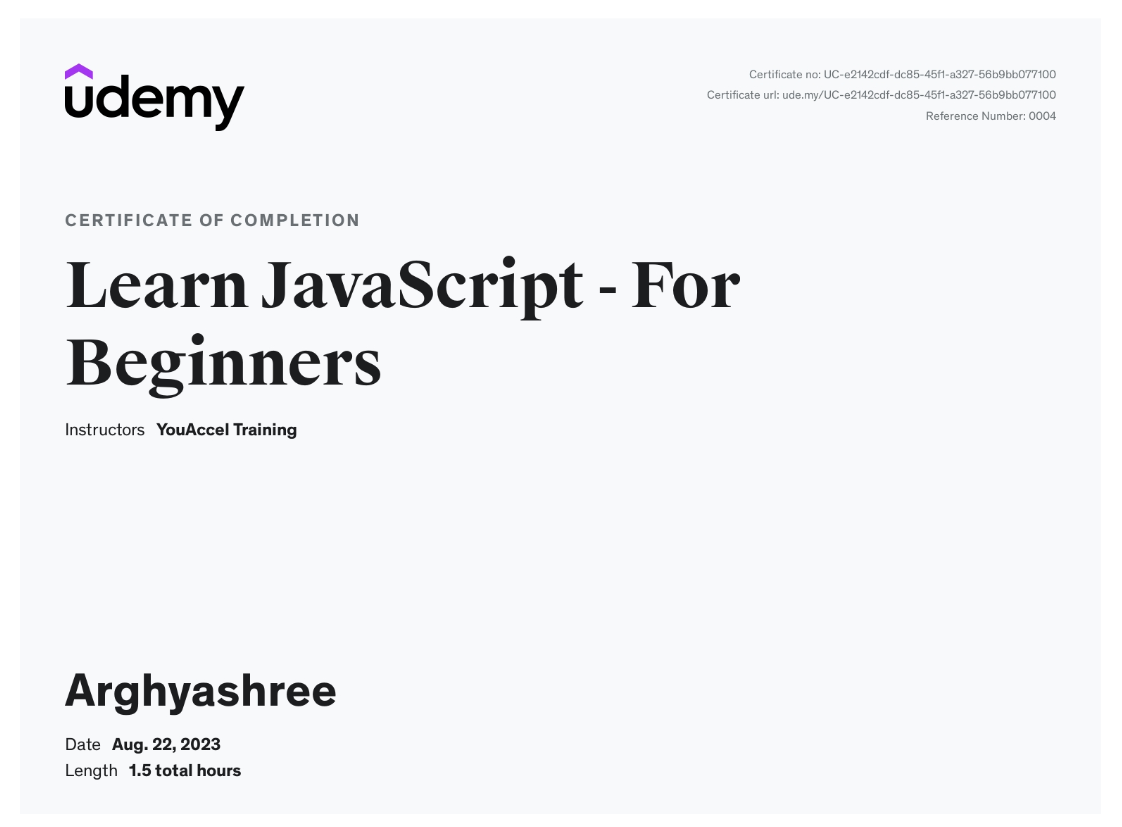 udemy
Certificate no: UC-e2142cdf-dc85-45f1-a327-56b9bb077100
Certificate url: ude.my/UC-e2142cdf-dc85-45f1-a327-56b9bb077100
Reference Number: 0004
CERTIFICATE OF COMPLETION
Learn JavaScript - For
Beginners
Instructors YouAccel Training
Arghyashree
Date Aug. 22, 2023
Length 1.5 total hours